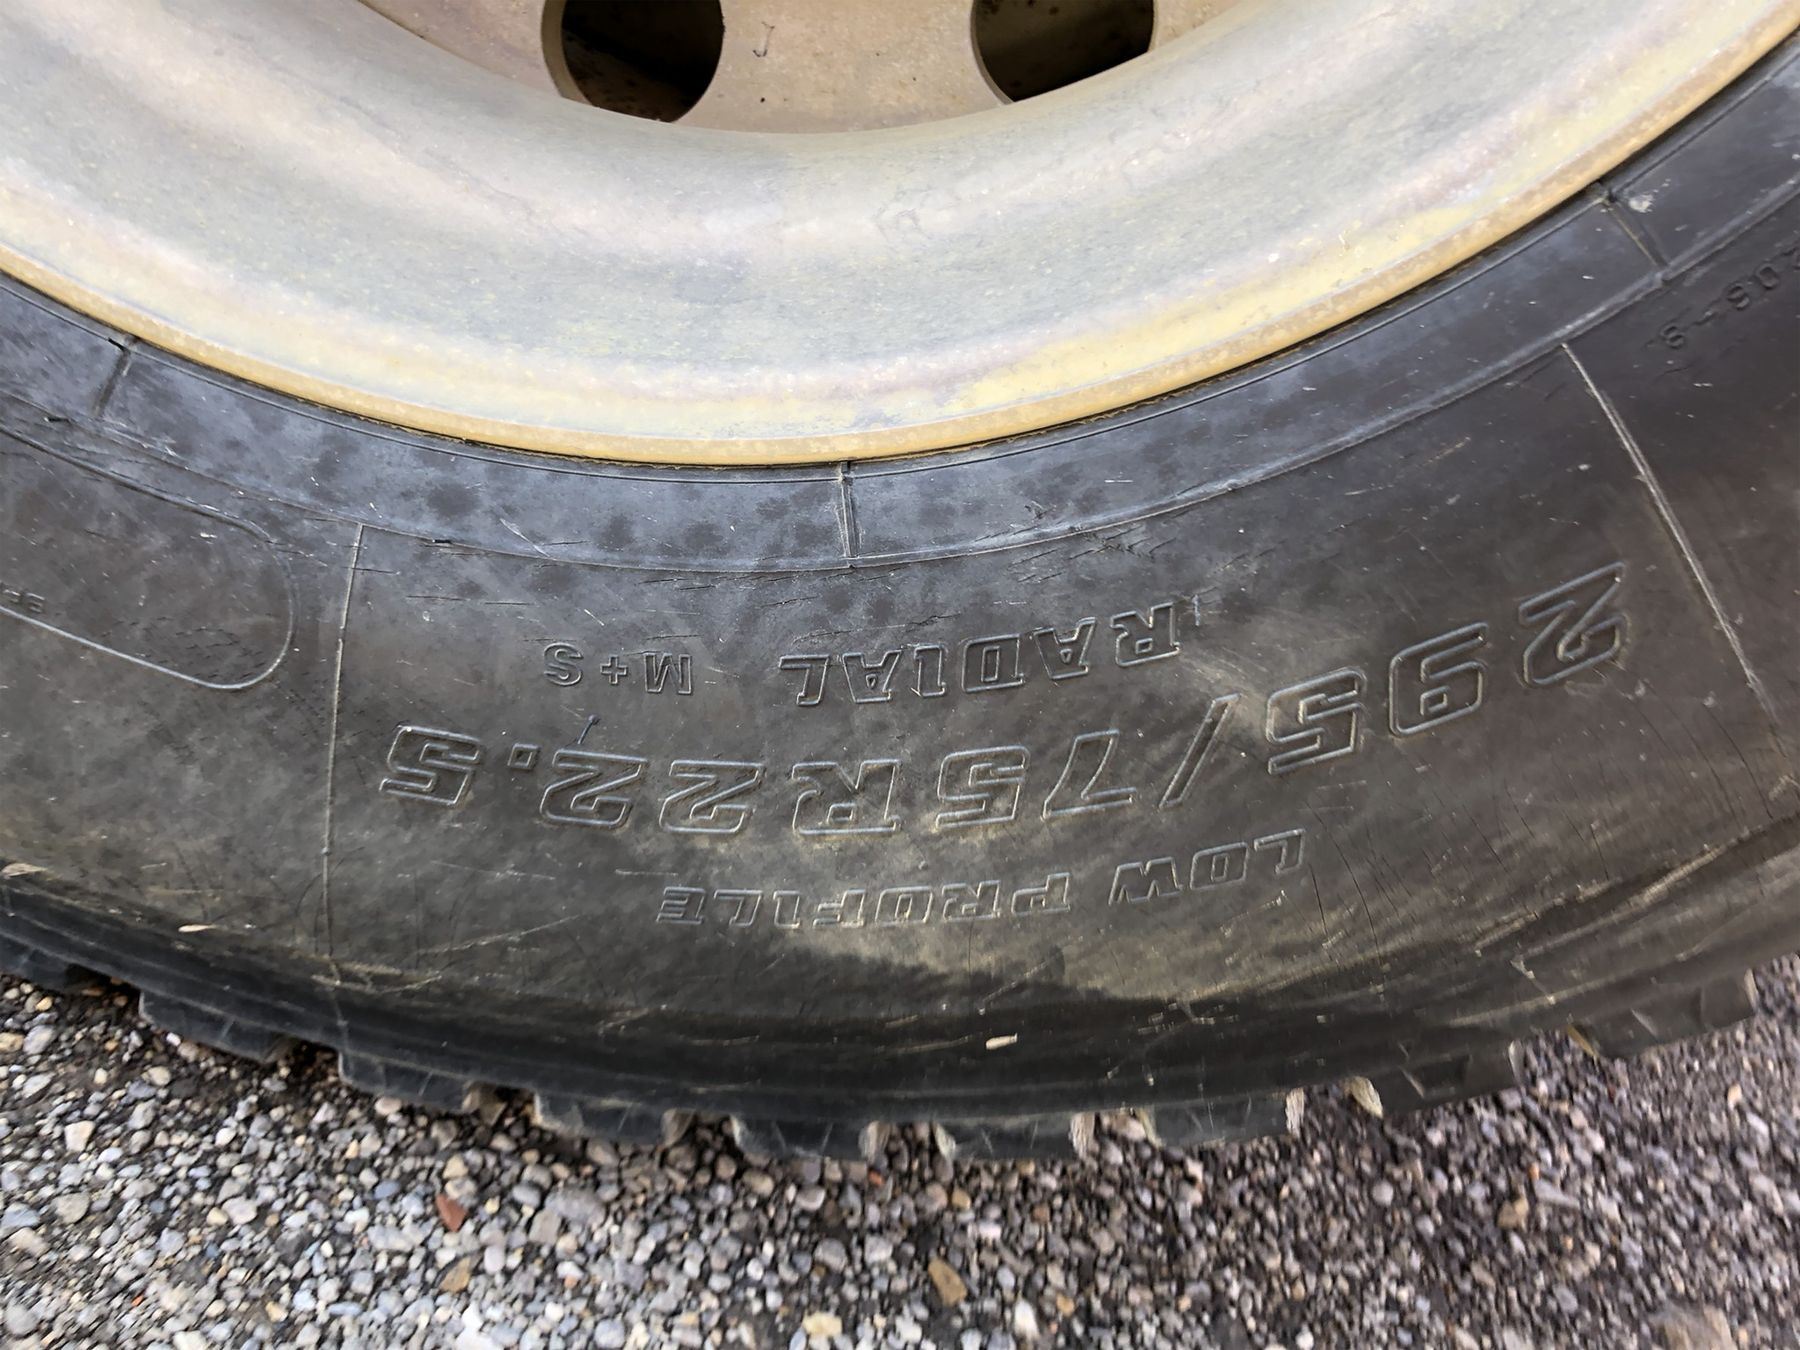 LOW PROFILE
295/75R22.5
RADIAL M+S